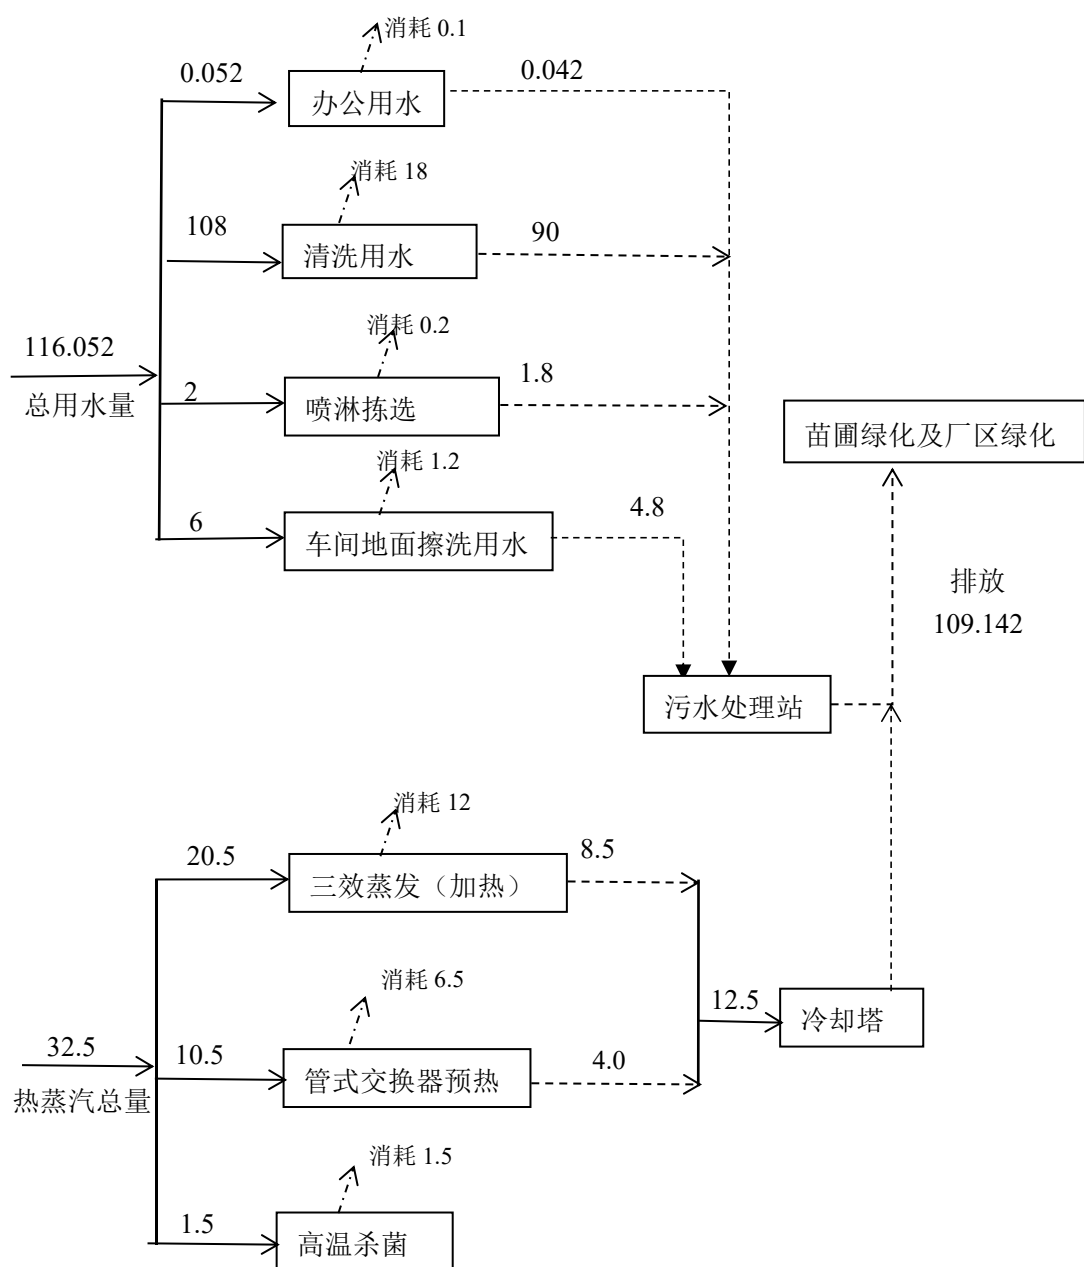 消耗 0.1
0.052
办公用水
0.042
消耗 18
108
清洗用水
90
消耗 0.2
116.052
总用水量
2
喷淋拣选
1.8
苗圃绿化及厂区绿化
消耗 1.2
6
车间地面擦洗用水
4.8
排放
109.142
污水处理站
消耗 12
20.5
三效蒸发（加热）
8.5
消耗 6.5
12.5
冷却塔
32.5
热蒸汽总量
10.5
管式交换器预热
4.0
消耗 1.5
1.5
高温杀菌